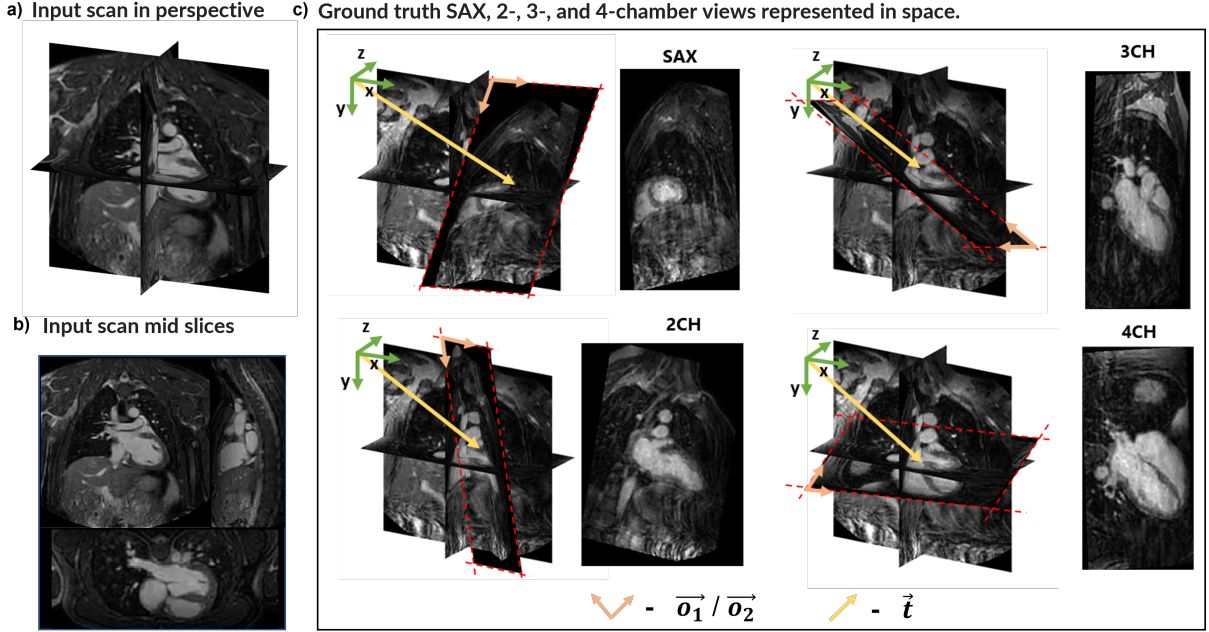 a) Input scan in perspective
c) Ground truth SAX, 2-, 3-, and 4-chamber views represented in space.
z
x
y
SAX
z
x
y
3CH
b) Input scan mid slices
z
x
y
2CH
z
x
y
4CH
- o₁ / o₂
- t